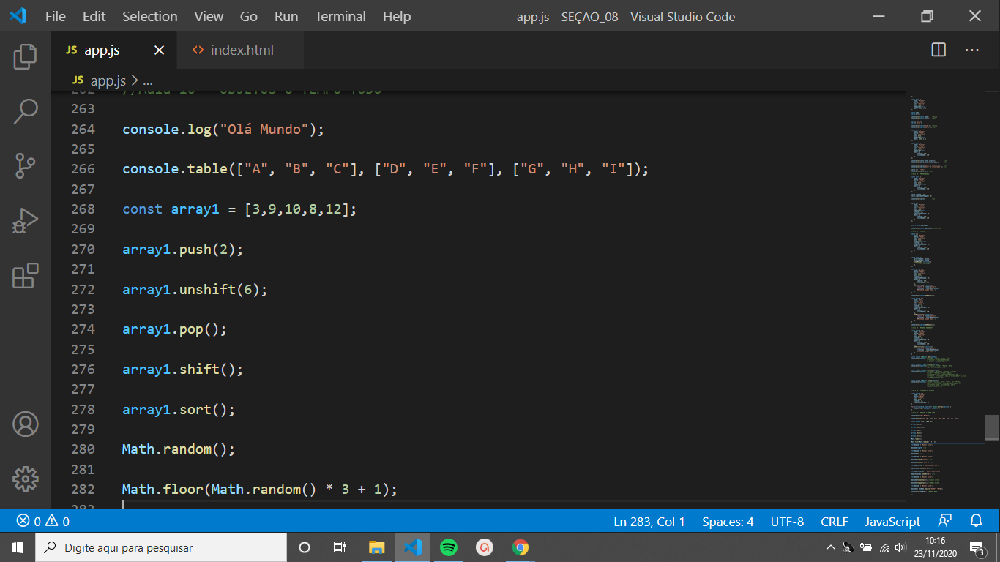 File Edit Selection View Go Run Terminal Help app.js - SEÇAO_08 - Visual Studio Code
JS app.js index.html
JS app.js > ...
263
264 console.log("Olá Mundo");
265
266 console.table(["A", "B", "C"], ["D", "E", "F"], ["G", "H", "I"]);
267
268 const array1 = [3,9,10,8,12];
269
270 array1.push(2);
271
272 array1.unshift(6);
273
274 array1.pop();
275
276 array1.shift();
277
278 array1.sort();
279
280 Math.random();
281
282 Math.floor(Math.random() * 3 + 1);
283
0 0 Ln 283, Col 1 Spaces: 4 UTF-8 CRLF JavaScript
Digite aqui para pesquisar
10:16
23/11/2020
3